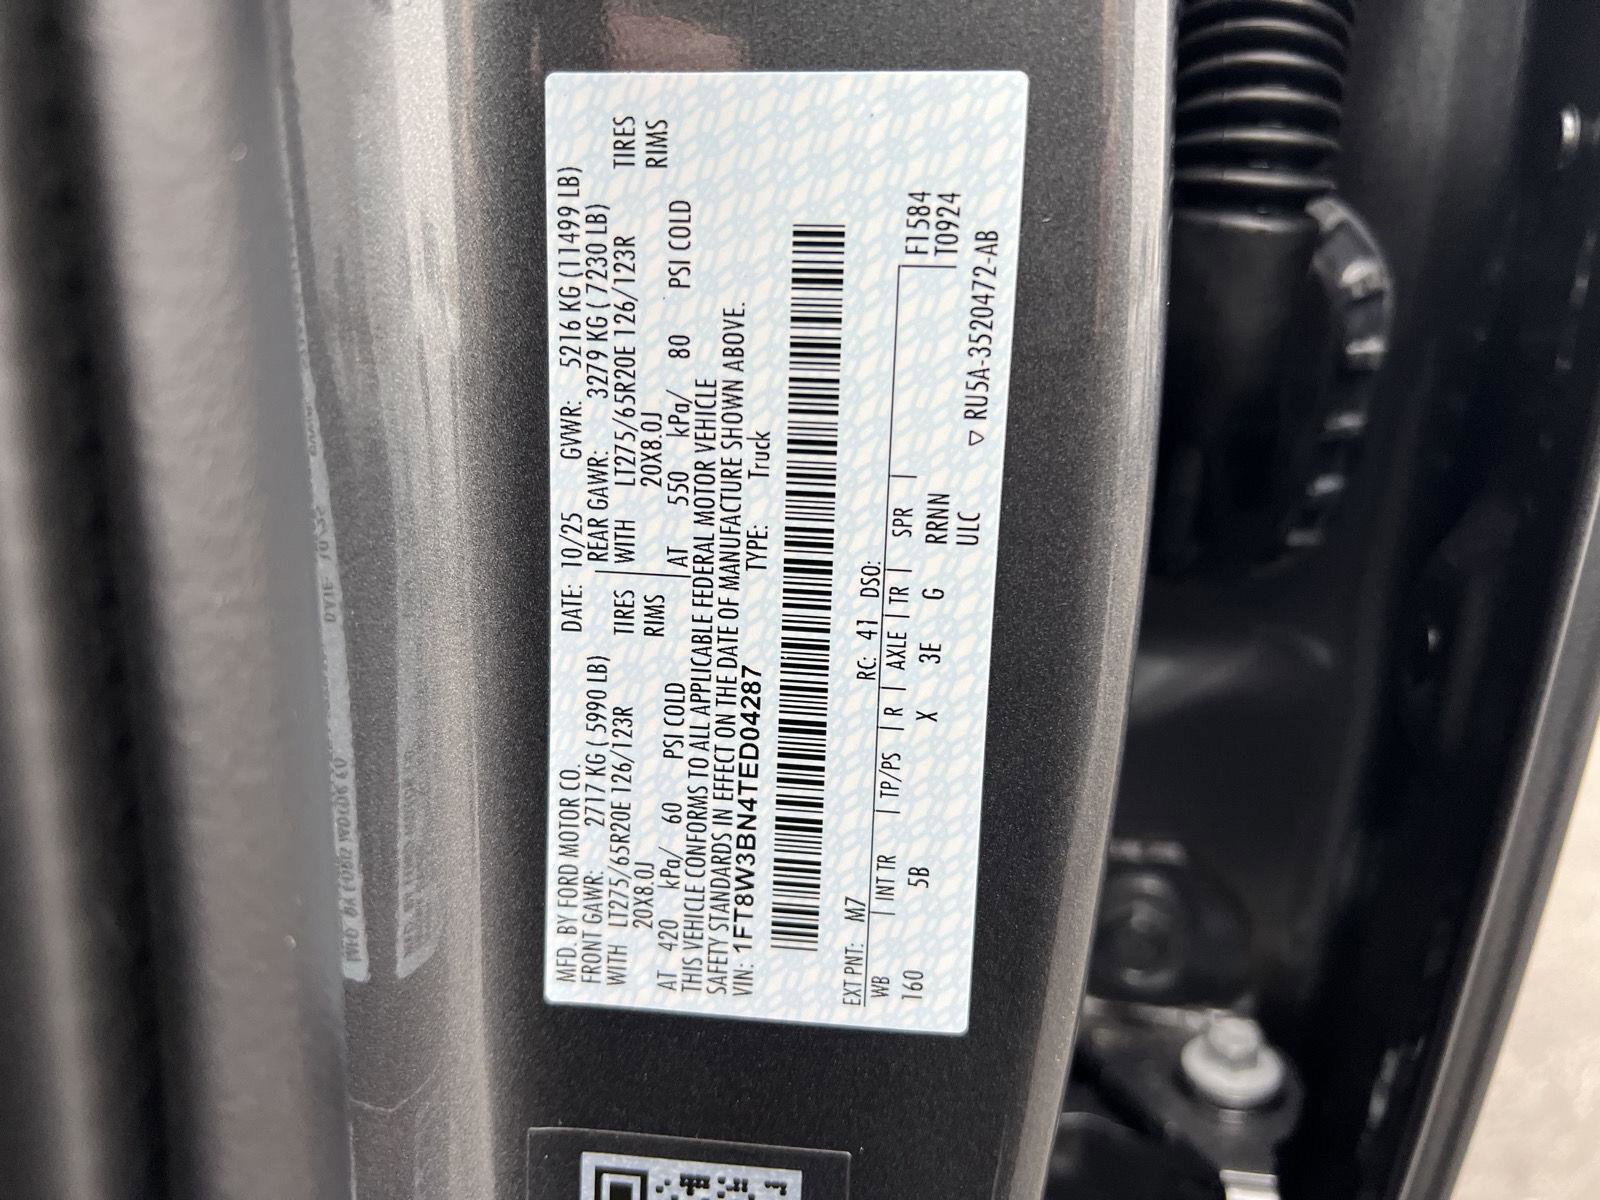 MFD. BY FORD MOTOR CO. DATE: 10/25 GVWR: 5216 KG (11499 LB)
FRONT GAWR: 2717 KG ( 5990 LB) REAR GAWR: 3279 KG ( 7230 LB)
WITH LT275/65R20E 126/123R TIRES WITH LT275/65R20E 126/123R TIRES
20X8.0J RIMS 20X8.0J RIMS
AT 420 kPa/ 60 PSI COLD AT 550 kPa/ 80 PSI COLD
THIS VEHICLE CONFORMS TO ALL APPLICABLE FEDERAL MOTOR VEHICLE
SAFETY STANDARDS IN EFFECT ON THE DATE OF MANUFACTURE SHOWN ABOVE.
VIN: 1FT8W3BN4TED04287 TYPE: Truck
EXT PNT: M7 RC: 41 DSO:
WB INT TR TP/PS R AXLE TR SPR F1584
160 5B X 3E G RRNN T0924
ULC
▽ RU5A-3520472-AB